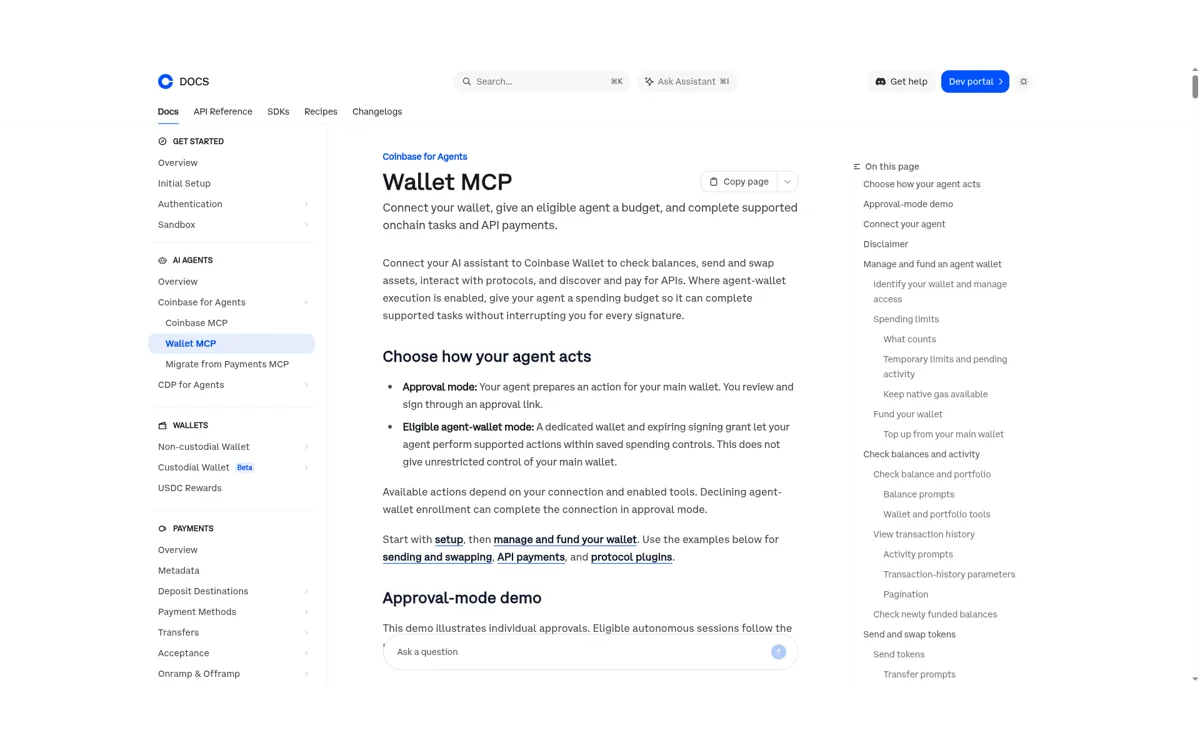 DOCS
Search...
⌘K
Ask Assistant ⌘I
Get help
Dev portal
Docs
API Reference
SDKs
Recipes
Changelogs
GET STARTED
Overview
Initial Setup
Authentication
Sandbox
AI AGENTS
Overview
Coinbase for Agents
Coinbase MCP
Wallet MCP
Migrate from Payments MCP
CDP for Agents
WALLETS
Non-custodial Wallet
Custodial Wallet Beta
USDC Rewards
PAYMENTS
Overview
Metadata
Deposit Destinations
Payment Methods
Transfers
Acceptance
Onramp & Offramp
Coinbase for Agents
Wallet MCP
Copy page
Connect your wallet, give an eligible agent a budget, and complete supported
onchain tasks and API payments.
Connect your AI assistant to Coinbase Wallet to check balances, send and swap
assets, interact with protocols, and discover and pay for APIs. Where agent-wallet
execution is enabled, give your agent a spending budget so it can complete
supported tasks without interrupting you for every signature.
Choose how your agent acts
Approval mode: Your agent prepares an action for your main wallet. You review and
sign through an approval link.
Eligible agent-wallet mode: A dedicated wallet and expiring signing grant let your
agent perform supported actions within saved spending controls. This does not
give unrestricted control of your main wallet.
Available actions depend on your connection and enabled tools. Declining agent-
wallet enrollment can complete the connection in approval mode.
Start with setup, then manage and fund your wallet. Use the examples below for
sending and swapping, API payments, and protocol plugins.
Approval-mode demo
This demo illustrates individual approvals. Eligible autonomous sessions follow the
Ask a question
On this page
Choose how your agent acts
Approval-mode demo
Connect your agent
Disclaimer
Manage and fund an agent wallet
Identify your wallet and manage
access
Spending limits
What counts
Temporary limits and pending
activity
Keep native gas available
Fund your wallet
Top up from your main wallet
Check balances and activity
Check balance and portfolio
Balance prompts
Wallet and portfolio tools
View transaction history
Activity prompts
Transaction-history parameters
Pagination
Check newly funded balances
Send and swap tokens
Send tokens
Transfer prompts